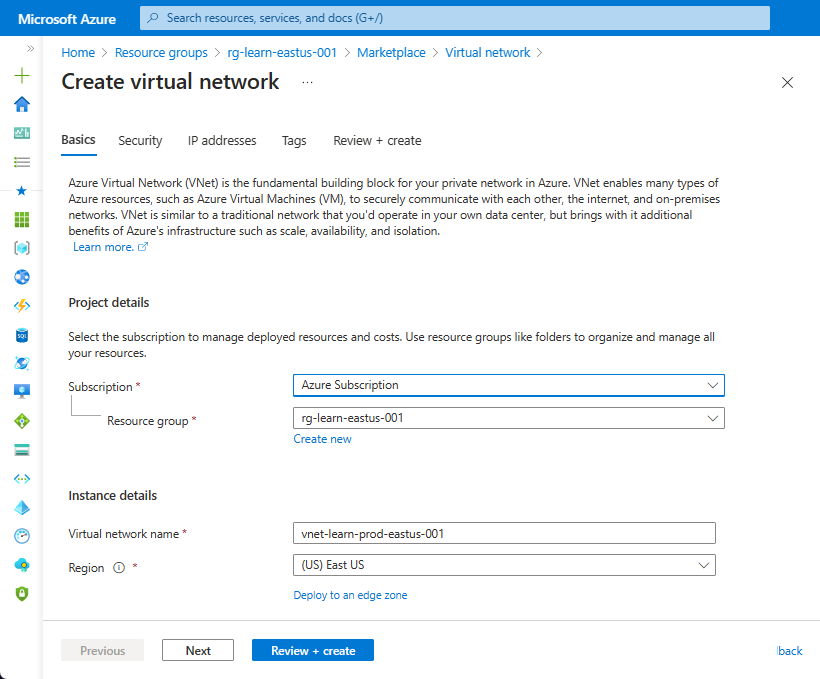 Microsoft Azure
Search resources, services, and docs (G+/)
Home > Resource groups > rg-learn-eastus-001 > Marketplace > Virtual network >
Create virtual network ...
Basics Security IP addresses Tags Review + create
Azure Virtual Network (VNet) is the fundamental building block for your private network in Azure. VNet enables many types of
Azure resources, such as Azure Virtual Machines (VM), to securely communicate with each other, the internet, and on-premises
networks. VNet is similar to a traditional network that you'd operate in your own data center, but brings with it additional
benefits of Azure's infrastructure such as scale, availability, and isolation.
Learn more.
Project details
Select the subscription to manage deployed resources and costs. Use resource groups like folders to organize and manage all
your resources.
Subscription * Azure Subscription
Resource group * rg-learn-eastus-001
Create new
Instance details
Virtual network name * vnet-learn-prod-eastus-001
Region * (US) East US
Deploy to an edge zone
Previous Next Review + create back